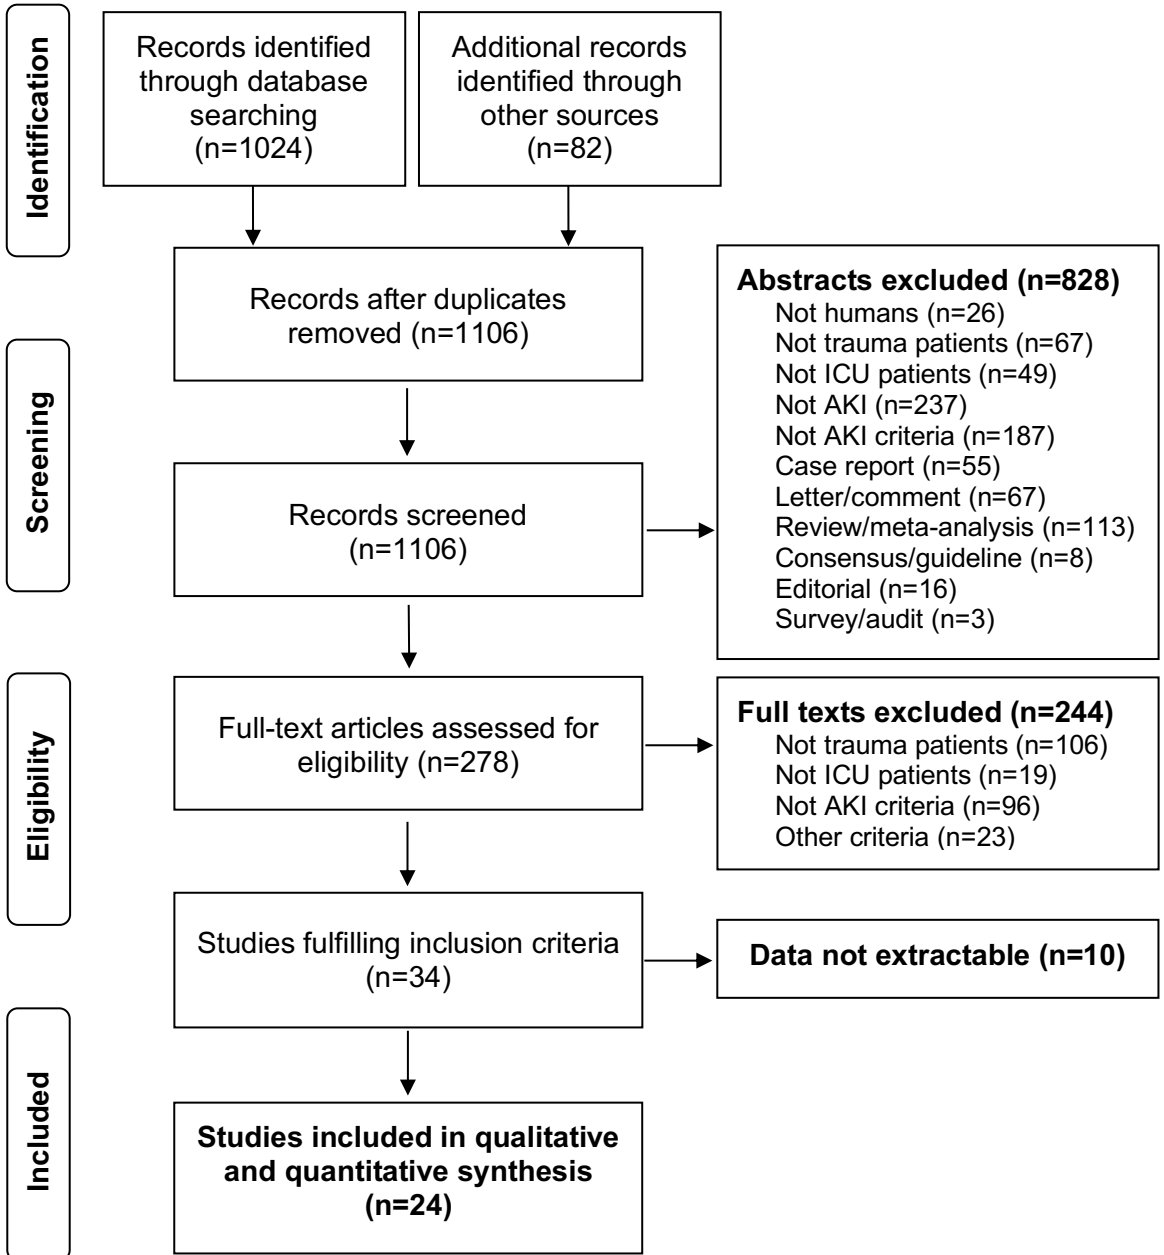 Identification
Records identified
through database
searching
(n=1024)
Additional records
identified through
other sources
(n=82)
Records after duplicates
removed (n=1106)
Screening
Records screened
(n=1106)
Abstracts excluded (n=828)
Not humans (n=26)
Not trauma patients (n=67)
Not ICU patients (n=49)
Not AKI (n=237)
Not AKI criteria (n=187)
Case report (n=55)
Letter/comment (n=67)
Review/meta-analysis (n=113)
Consensus/guideline (n=8)
Editorial (n=16)
Survey/audit (n=3)
Eligibility
Full-text articles assessed for
eligibility (n=278)
Full texts excluded (n=244)
Not trauma patients (n=106)
Not ICU patients (n=19)
Not AKI criteria (n=96)
Other criteria (n=23)
Studies fulfilling inclusion criteria
(n=34)
Data not extractable (n=10)
Included
Studies included in qualitative
and quantitative synthesis
(n=24)